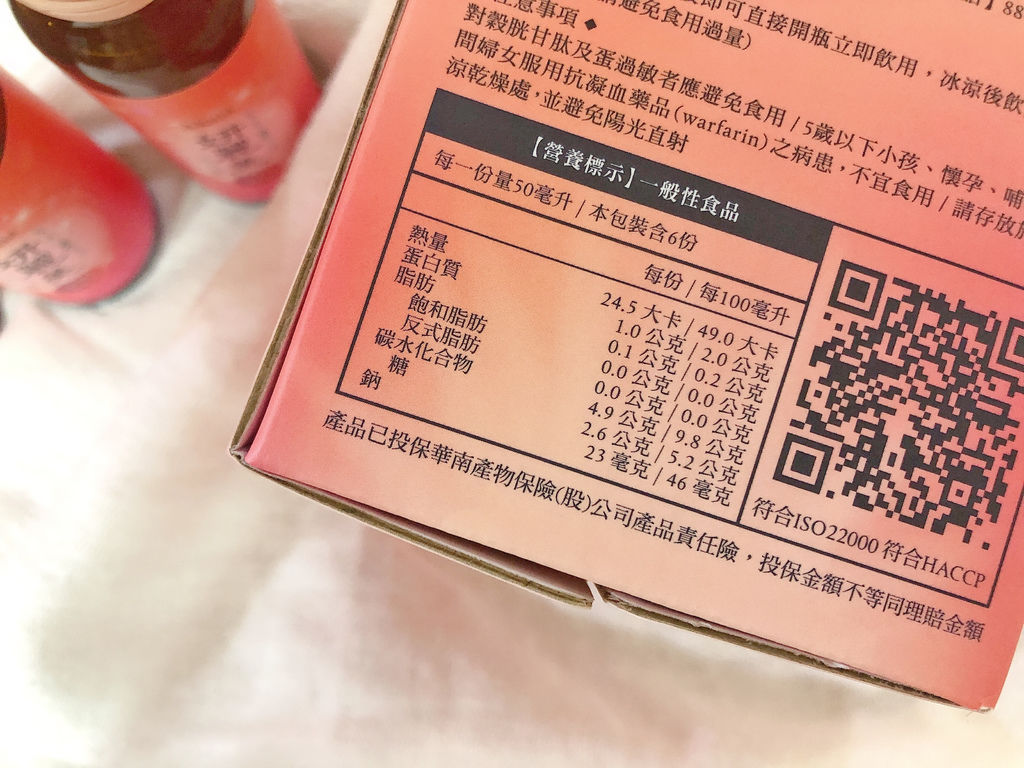 即可直接開瓶立即飲用，冰涼後飲
請避免食用過量)
注意事項◆
對穀胱甘肽及蛋過敏者應避免食用 / 5歲以下小孩、懷孕、哺
間婦女服用抗凝血藥品(warfarin)之病患，不宜食用 / 請存放
涼乾燥處，並避免陽光直射
【營養標示】一般性食品
每一份量50毫升 / 本包裝含6份
每份 / 每100毫升
熱量 24.5 大卡 / 49.0 大卡
蛋白質 1.0 公克 / 2.0 公克
脂肪 0.1 公克 / 0.2 公克
飽和脂肪 0.0 公克 / 0.0 公克
反式脂肪 0.0 公克 / 0.0 公克
碳水化合物 4.9 公克 / 9.8 公克
糖 2.6 公克 / 5.2 公克
鈉 23 毫克 / 46 毫克
符合ISO22000 符合HACCP
產品已投保華南產物保險(股)公司產品責任險，投保金額不等同理賠金額